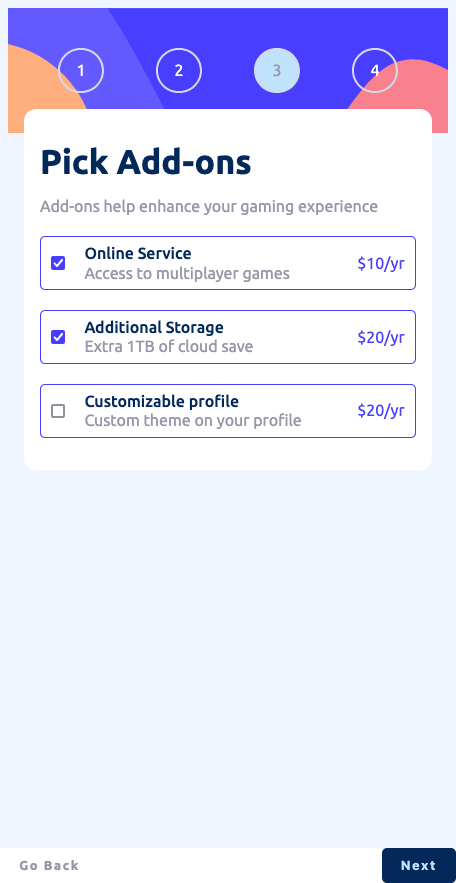 1 2 3 4
Pick Add-ons
Add-ons help enhance your gaming experience
Online Service
Access to multiplayer games
$10/yr
Additional Storage
Extra 1TB of cloud save
$20/yr
Customizable profile
Custom theme on your profile
$20/yr
Go Back Next